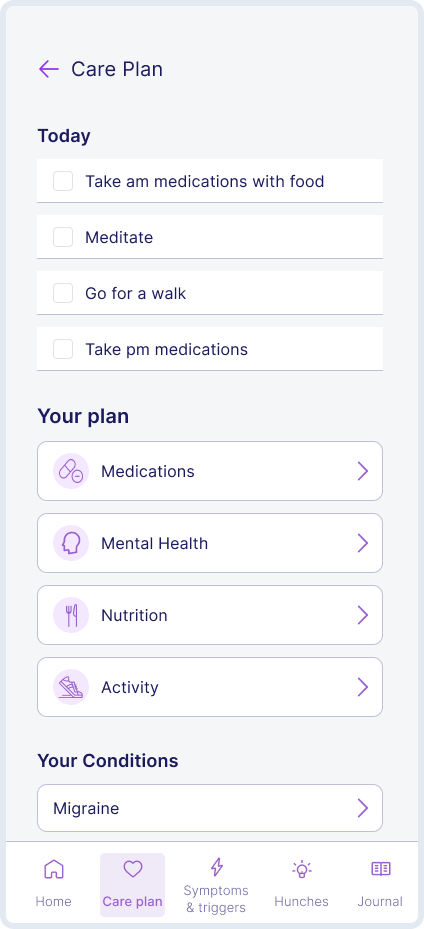 Care Plan
Today
Take am medications with food
Meditate
Go for a walk
Take pm medications
Your plan
Medications
Mental Health
Nutrition
Activity
Your Conditions
Migraine
Home
Care plan
Symptoms
& triggers
Hunches
Journal